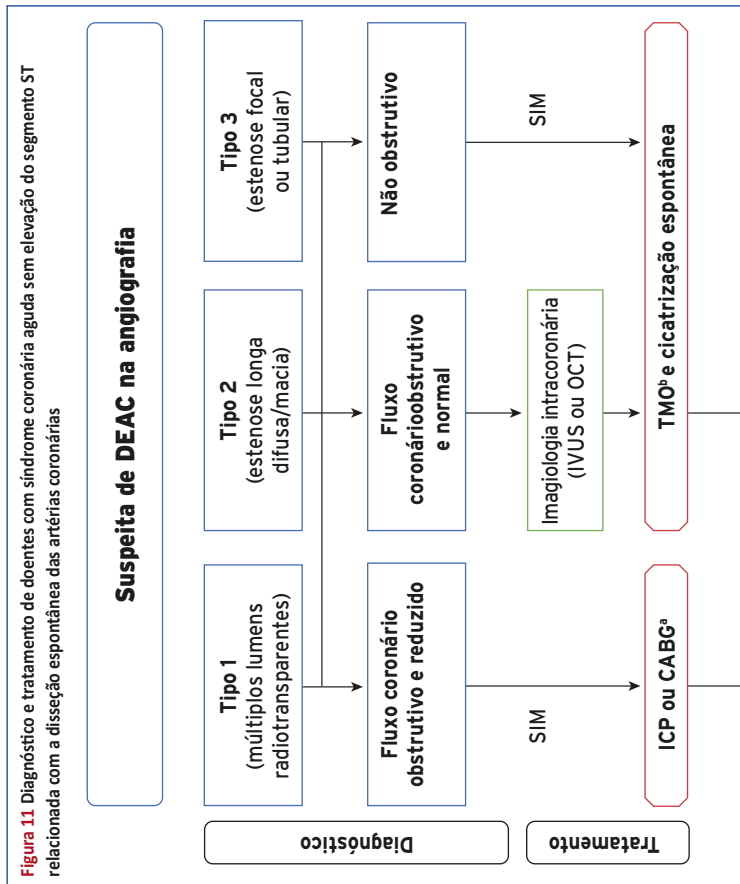 Figura 11 Diagnóstico e tratamento de doentes com síndrome coronária aguda sem elevação do segmento ST
relacionada com a disseção espontânea das artérias coronárias
Suspeita de DEAC na angiografia
Diagnóstico
Tipo 1
(múltiplos lumens
radiotransparentes)
Tipo 2
(estenose longa
difusa/macia)
Tipo 3
(estenose focal
ou tubular)
Fluxo coronário
obstrutivo e reduzido
Fluxo
coronárioobstrutivo
e normal
Não obstrutivo
Tratamento
SIM
Imagiologia intracoronária
(IVUS ou OCT)
SIM
ICP ou CABGᵃ
TMOᵇ e cicatrização espontânea